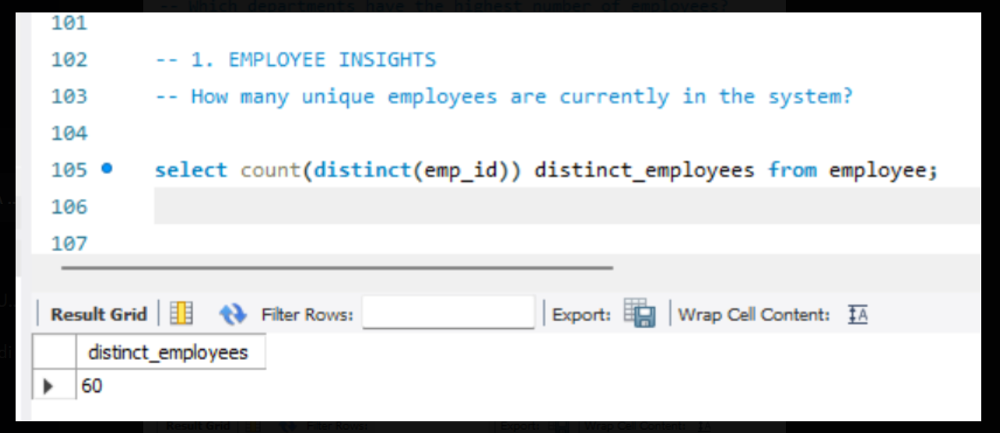 -- Which departments have the highest number of employees?
101
102 -- 1. EMPLOYEE INSIGHTS
103 -- How many unique employees are currently in the system?
104
105 select count(distinct(emp_id)) distinct_employees from employee;
106
107
Result Grid Filter Rows: Export: Wrap Cell Content: IA
distinct_employees
60
Result Grid Filter Rows: Export: Wrap Cell Content: IA